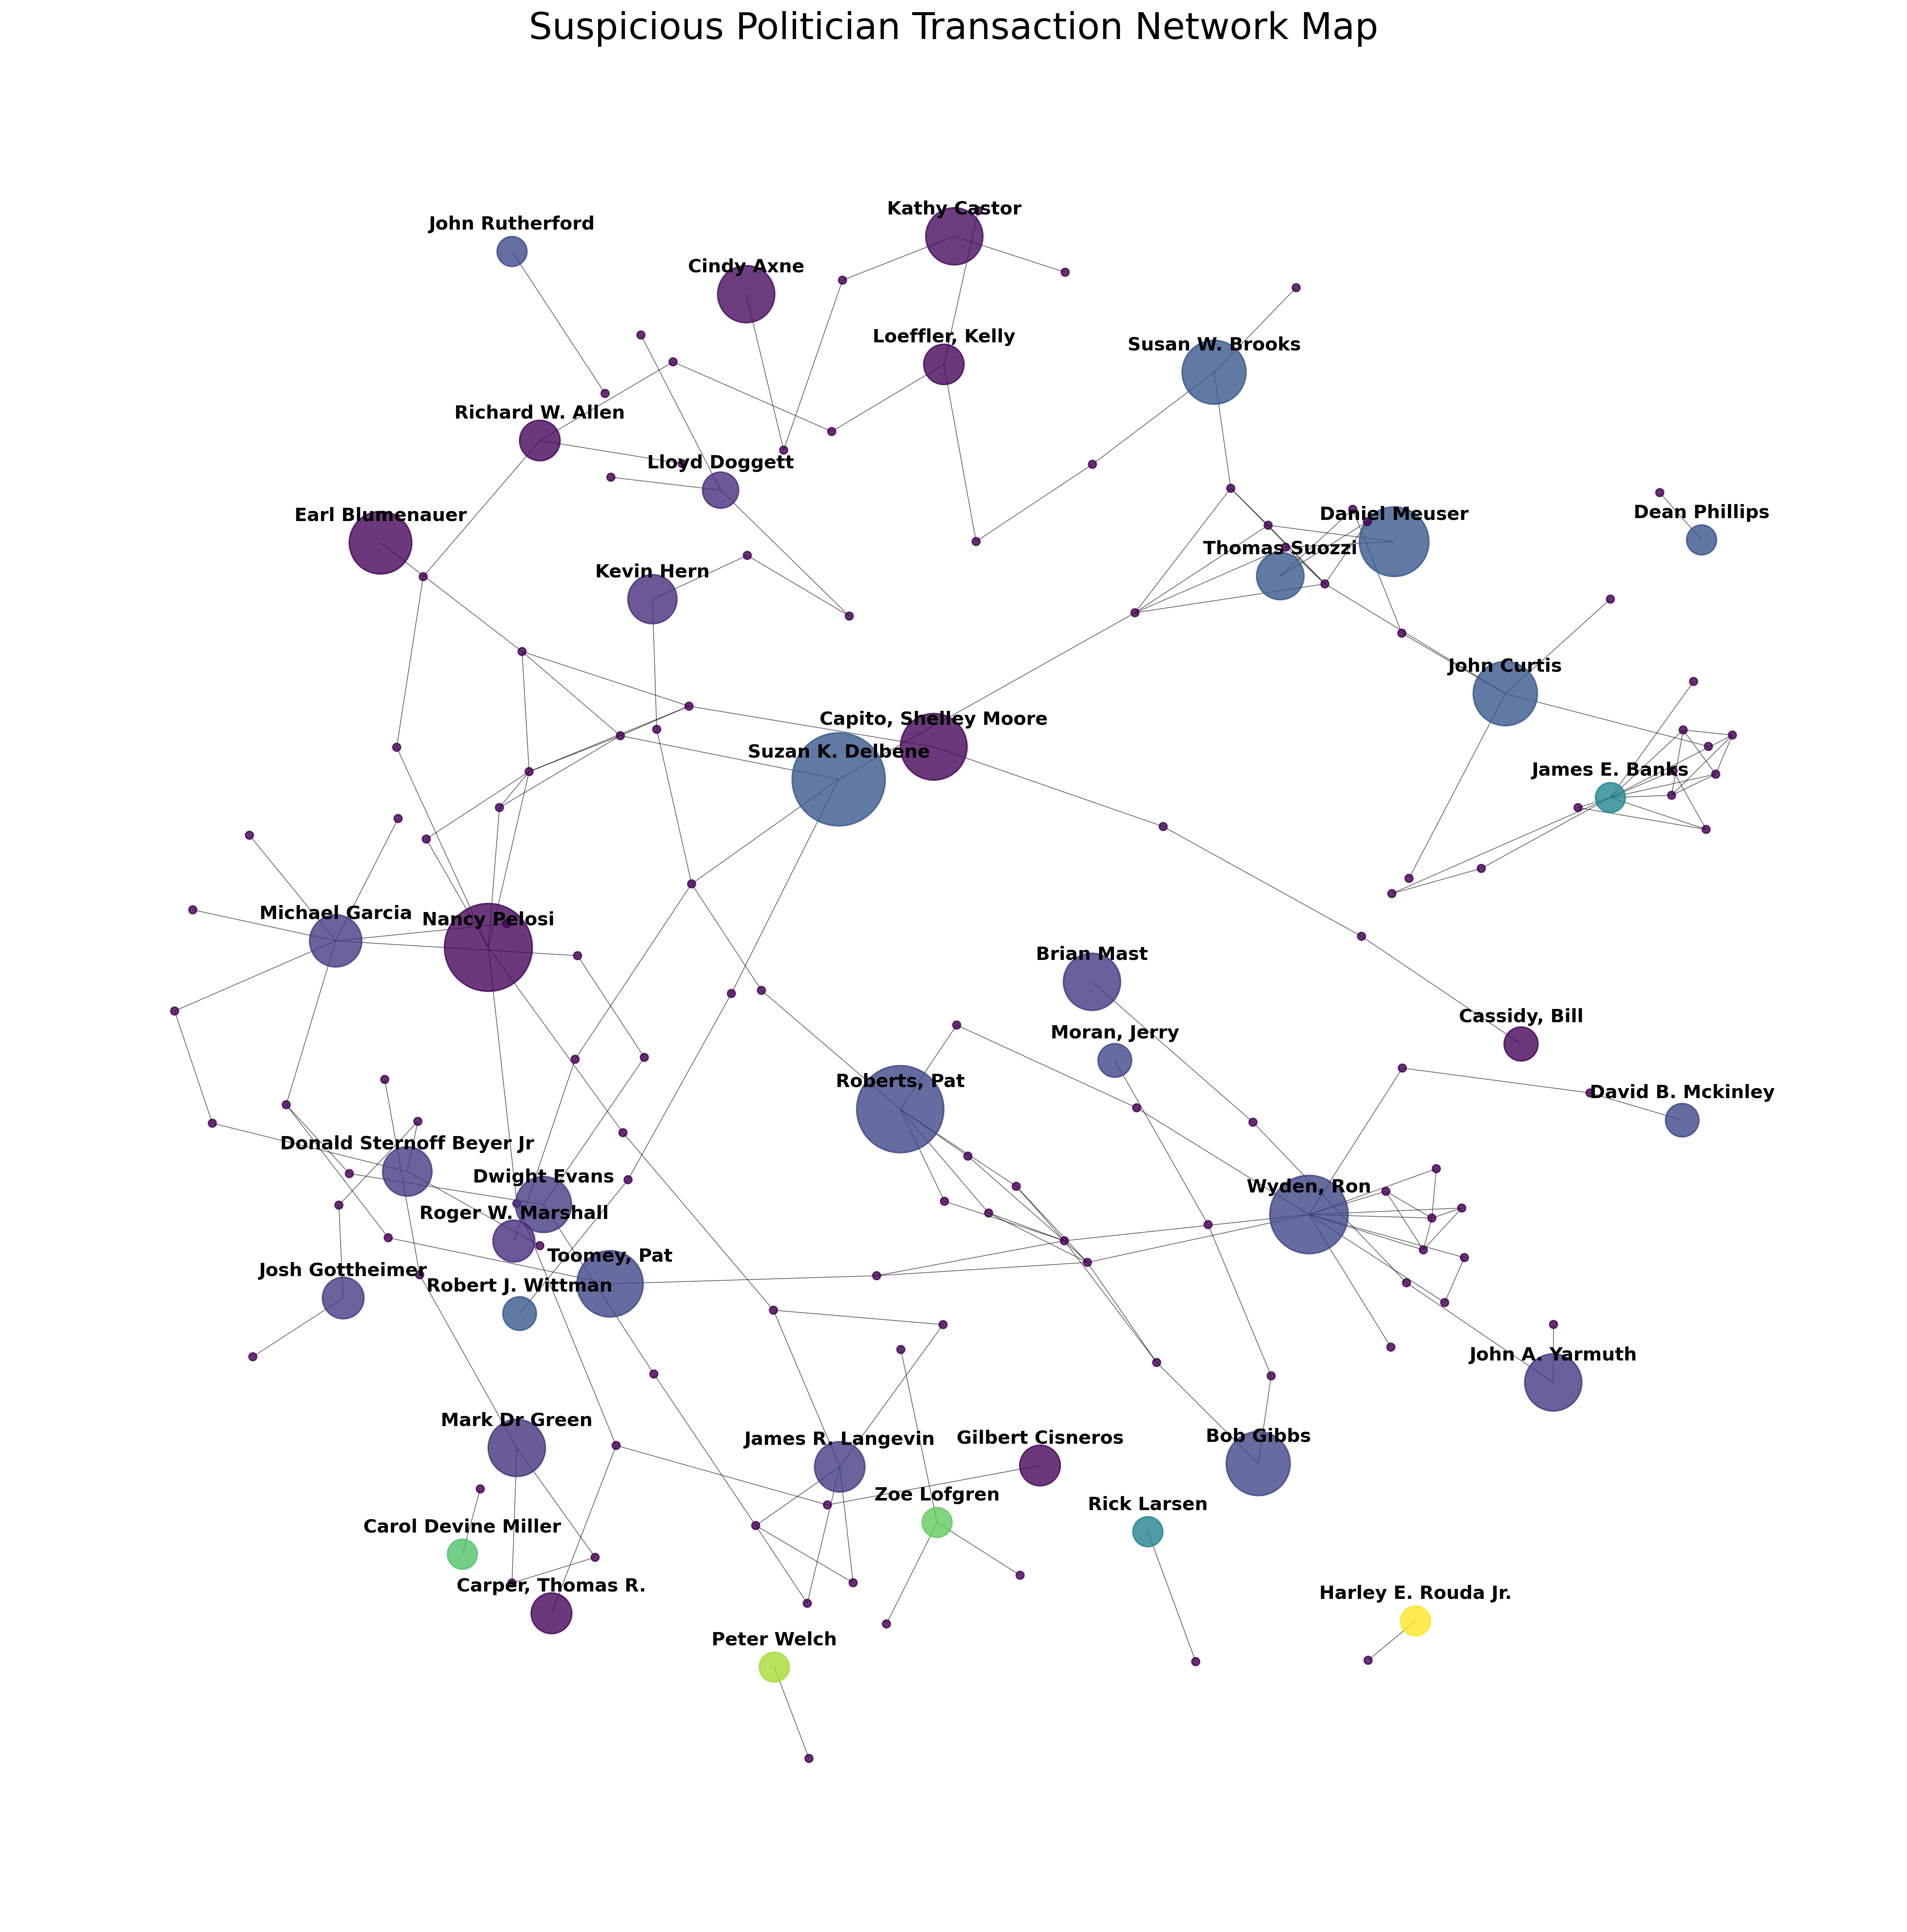 Suspicious Politician Transaction Network Map
Kathy Castor
John Rutherford
Cindy Axne
Loeffler, Kelly
Susan W. Brooks
Richard W. Allen
Lloyd Doggett
Dean Phillips
Daniel Meuser
Earl Blumenauer
Thomas Suozzi
Kevin Hern
John Curtis
Capito, Shelley Moore
Suzan K. Delbene
James E. Banks
Michael Garcia
Nancy Pelosi
Brian Mast
Cassidy, Bill
Moran, Jerry
Roberts, Pat
David B. Mckinley
Donald Sternoff Beyer Jr
Dwight Evans
Wyden, Ron
Roger W. Marshall
Toomey, Pat
Josh Gottheimer
Robert J. Wittman
John A. Yarmuth
Mark Dr Green
Bob Gibbs
Gilbert Cisneros
James R. Langevin
Zoe Lofgren
Rick Larsen
Carol Devine Miller
Carper, Thomas R.
Harley E. Rouda Jr.
Peter Welch